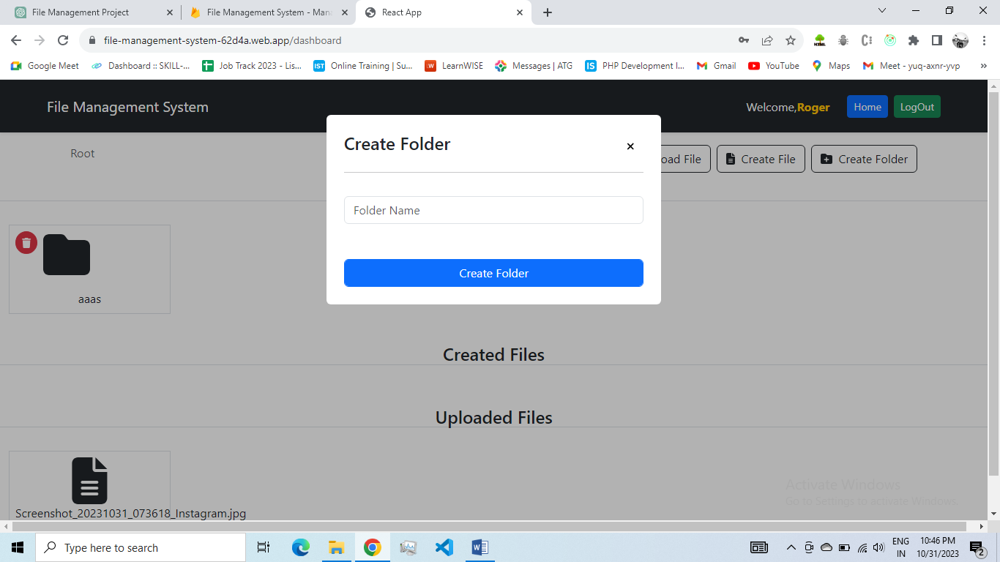 File Management Project
File Management System - Mana
React App
file-management-system-62d4a.web.app/dashboard
Google Meet
Dashboard :: SKILL-...
Job Track 2023 - Lis...
Online Training | Su...
LearnWISE
Messages | ATG
PHP Development I...
Gmail
YouTube
Maps
Meet - yuq-axnr-yvp
File Management System
Welcome,Roger
Home
LogOut
Root
oad File
Create File
Create Folder
Create Folder
Folder Name
Create Folder
aaas
Created Files
Uploaded Files
Screenshot_20231031_073618_Instagram.jpg
Activate Windows
Go to Settings to activate Windows.
Type here to search
ENG
IN
10:46 PM
10/31/2023
2